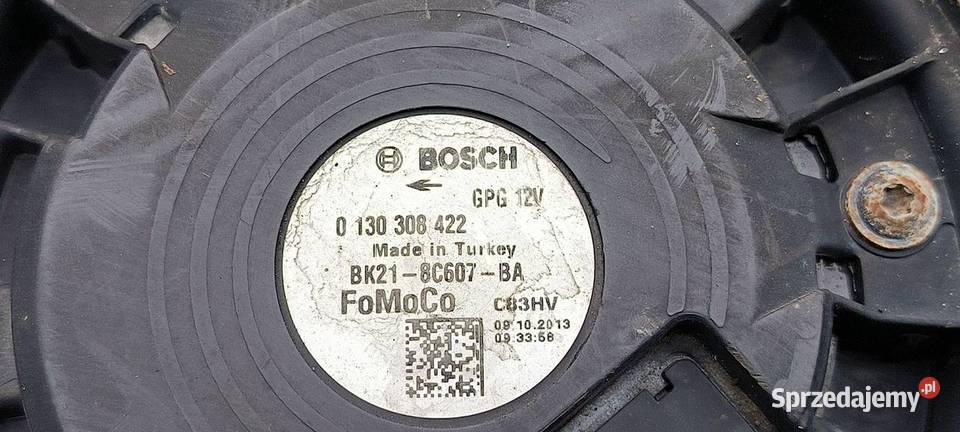 BOSCH
GPG 12V
0 130 308 422
Made in Turkey
BK21-8C607-BA
FoMoCo C83HV
09.10.2013
09:33:58
Sprzedajemy.pl